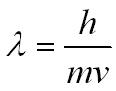 λ = h/mv